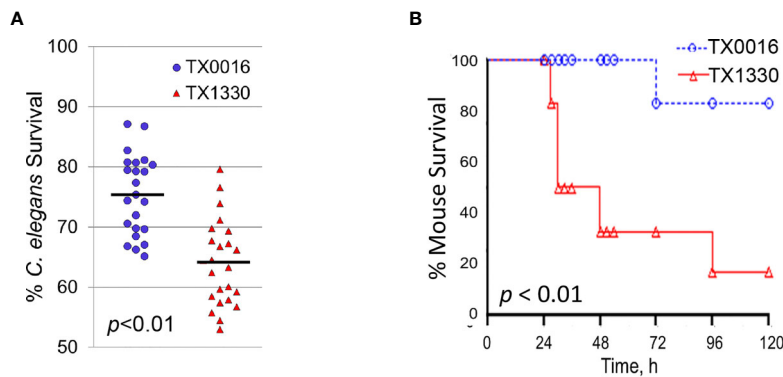 A
% C. elegans Survival
100
90
80
70
60
50
TX0016
TX1330
p<0.01
B
% Mouse Survival
100
80
60
40
20
0
TX0016
TX1330
p < 0.01
0 24 48 72 96 120
Time, h